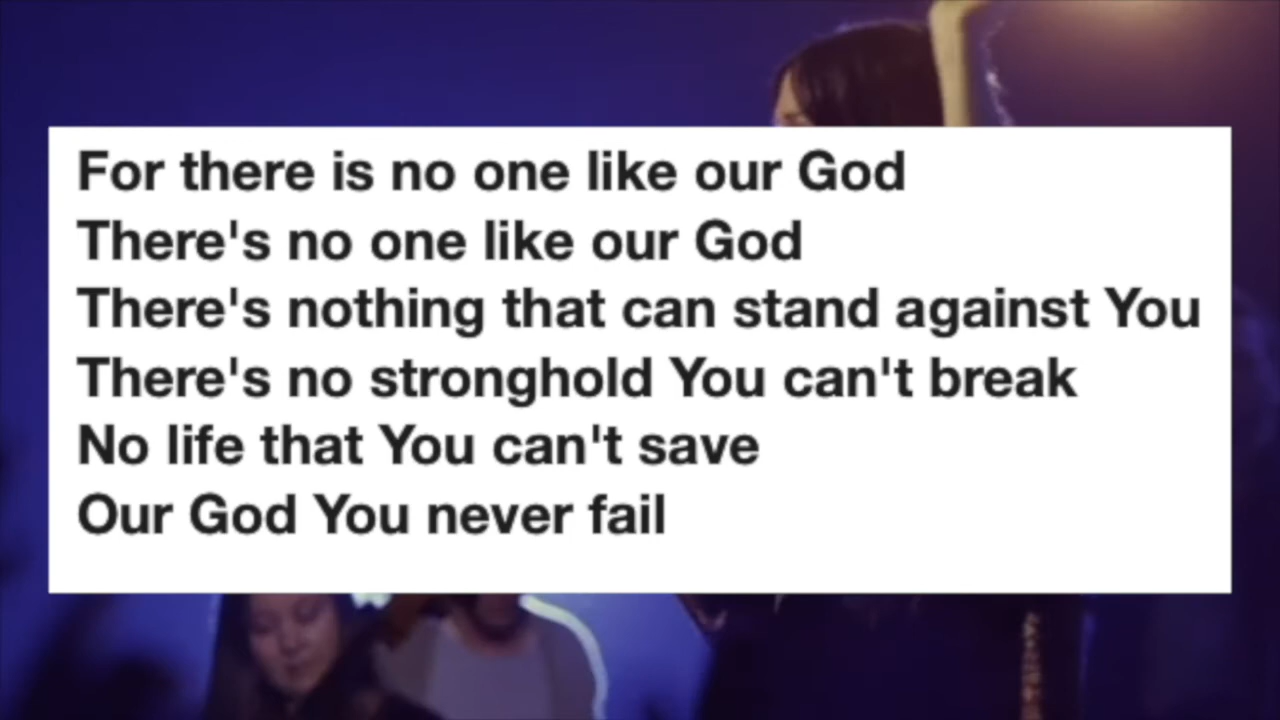 For there is no one like our God
There's no one like our God
There's nothing that can stand against You
There's no stronghold You can't break
No life that You can't save
Our God You never fail